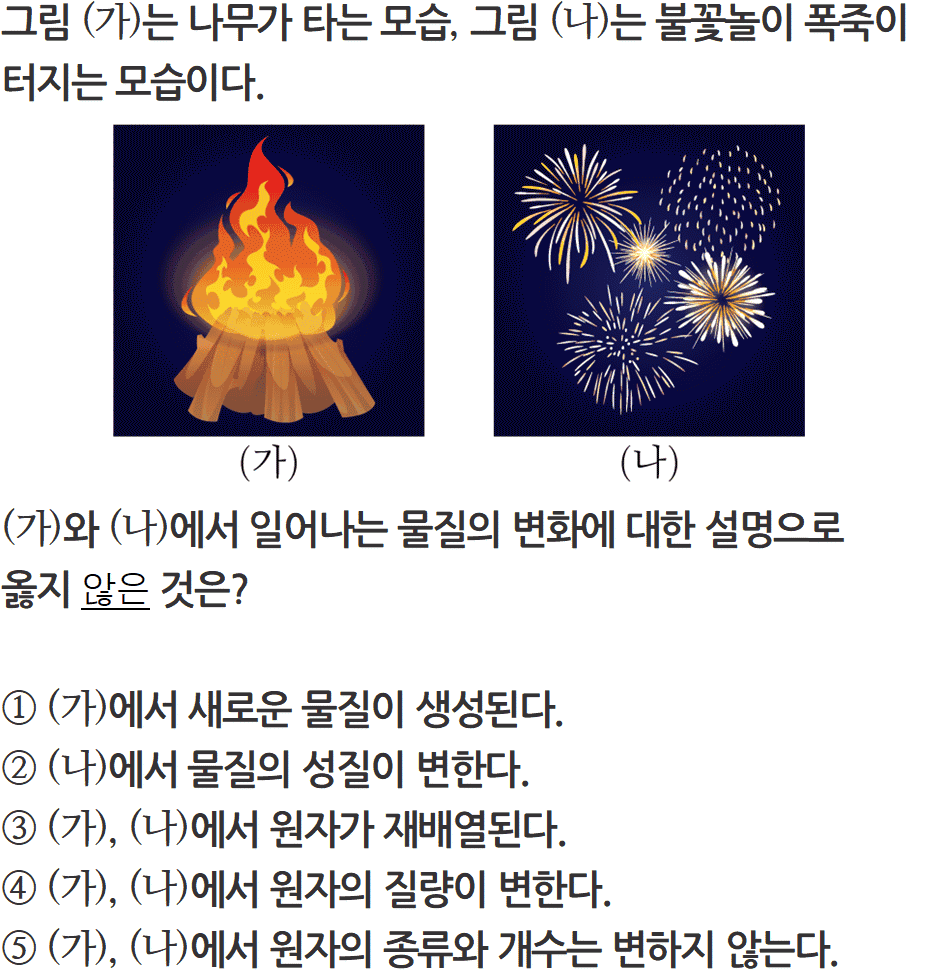 그림 (가)는 나무가 타는 모습, 그림 (나)는 불꽃놀이 폭죽이
터지는 모습이다.
(가)
(나)
(가)와 (나)에서 일어나는 물질의 변화에 대한 설명으로
옳지 않은 것은?
① (가)에서 새로운 물질이 생성된다.
② (나)에서 물질의 성질이 변한다.
③ (가), (나)에서 원자가 재배열된다.
④ (가), (나)에서 원자의 질량이 변한다.
⑤ (가), (나)에서 원자의 종류와 개수는 변하지 않는다.